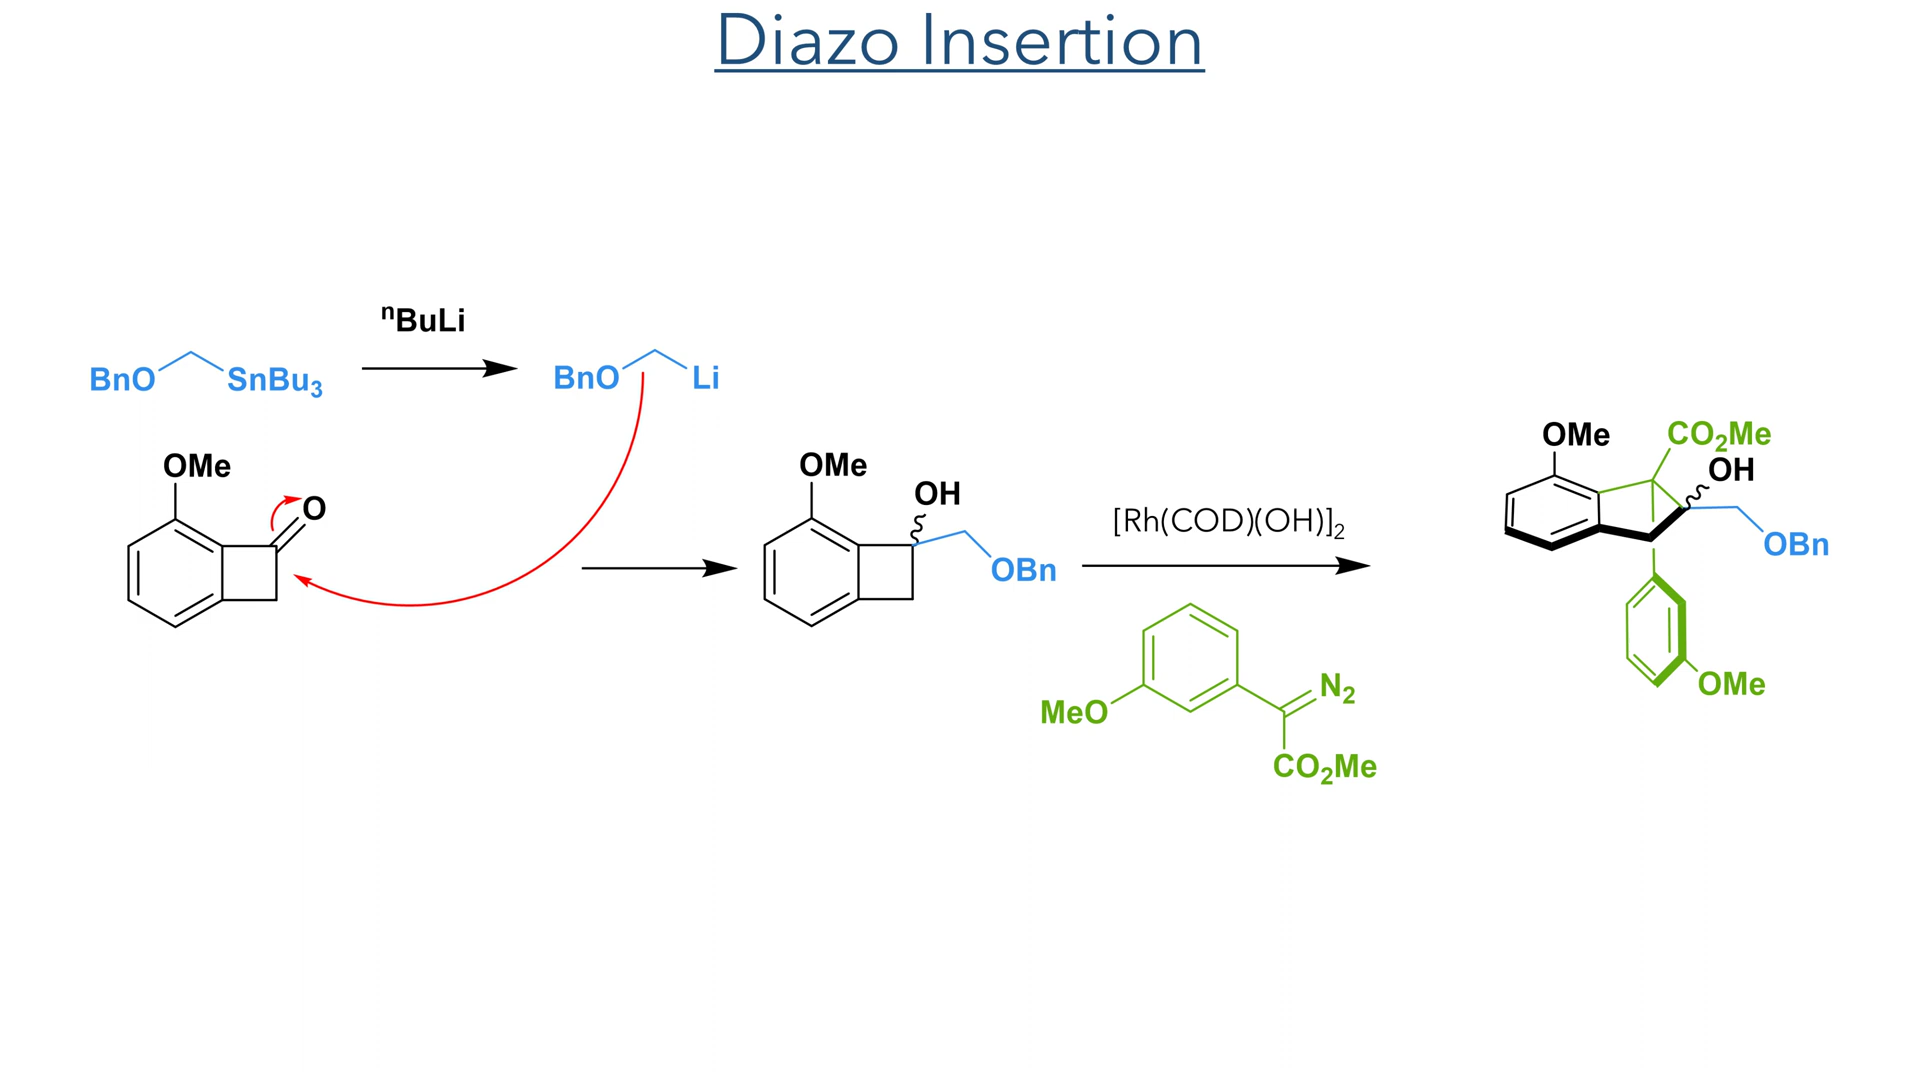 Diazo Insertion
ⁿBuLi
BnO
SnBu₃
BnO
Li
OMe
O
OMe
OH
OBn
[Rh(COD)(OH)]₂
MeO
N₂
CO₂Me
OMe
CO₂Me
OH
OBn
OMe